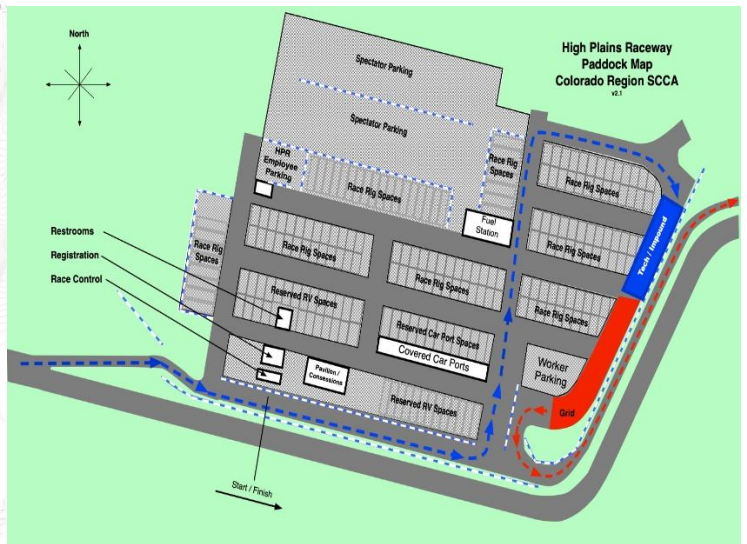 North
High Plains Raceway
Paddock Map
Colorado Region SCCA
v2.1
Spectator Parking
Spectator Parking
HPR
Employee
Parking
Race Rig Spaces
Race Rig
Spaces
Fuel
Station
Race Rig Spaces
Race Rig Spaces
Race Rig Spaces
Tech / Impound
Restrooms
Registration
Race Control
Race Rig
Spaces
Race Rig Spaces
Race Rig Spaces
Reserved RV Spaces
Reserved Car Port Spaces
Covered Car Ports
Worker
Parking
Pavilion /
Consessions
Reserved RV Spaces
Grid
Start / Finish